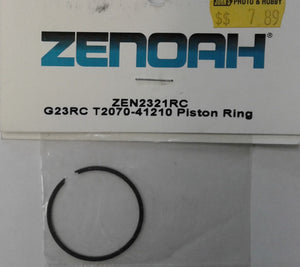 PHOTO & HOBBY
$$ 7.89
ZENOAH
ZEN2321RC
G23RC T2070-41210 Piston Ring